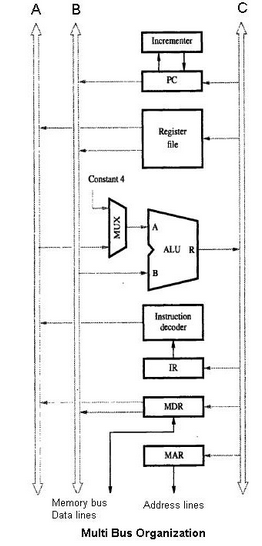 A B C
Incrementer
PC
Register
file
Constant 4
MUX
A
ALU R
B
Instruction
decoder
IR
MDR
MAR
Memory bus
Data lines
Address lines
Multi Bus Organization